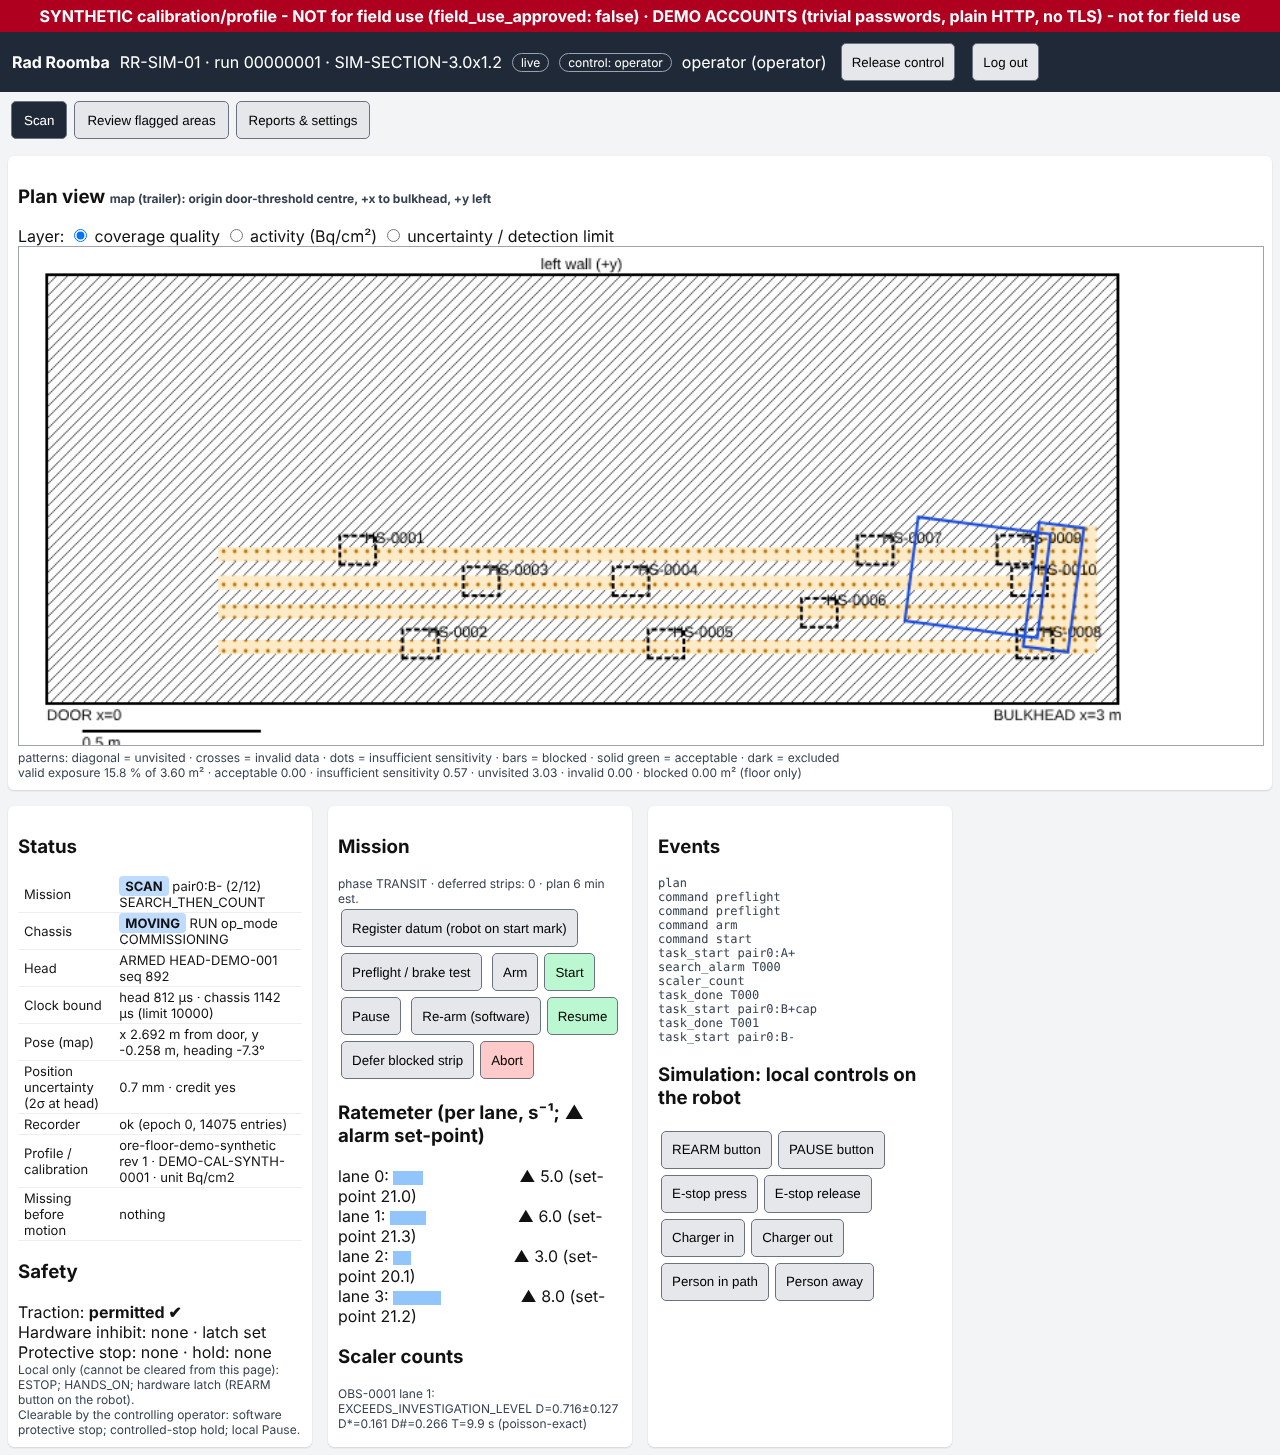 SYNTHETIC calibration/profile - NOT for field use (field_use_approved: false) · DEMO ACCOUNTS (trivial passwords, plain HTTP, no TLS) - not for field use
Rad Roomba RR-SIM-01 · run 00000001 · SIM-SECTION-3.0x1.2 live control: operator operator (operator) Release control Log out
Scan Review flagged areas Reports & settings
Plan view map (trailer): origin door-threshold centre, +x to bulkhead, +y left
Layer: coverage quality activity (Bq/cm²) uncertainty / detection limit
left wall (+y)
HS-0001 HS-0007 HS-0009
HS-0003 HS-0004 HS-0010
HS-0006
HS-0002 HS-0005 HS-0008
DOOR x=0 BULKHEAD x=3 m
0.5 m
patterns: diagonal = unvisited · crosses = invalid data · dots = insufficient sensitivity · bars = blocked · solid green = acceptable · dark = excluded
valid exposure 15.8 % of 3.60 m² · acceptable 0.00 · insufficient sensitivity 0.57 · unvisited 3.03 · invalid 0.00 · blocked 0.00 m² (floor only)
Status
Mission SCAN pair0:B- (2/12)
SEARCH_THEN_COUNT
Chassis MOVING RUN op_mode
COMMISSIONING
Head ARMED HEAD-DEMO-001
seq 892
Clock bound head 812 µs · chassis 1142
µs (limit 10000)
Pose (map) x 2.692 m from door, y
-0.258 m, heading -7.3°
Position
uncertainty
(2σ at head) 0.7 mm · credit yes
Recorder ok (epoch 0, 14075 entries)
Profile /
calibration ore-floor-demo-synthetic
rev 1 · DEMO-CAL-SYNTH-
0001 · unit Bq/cm2
Missing
before
motion nothing
Safety
Traction: permitted ✔
Hardware inhibit: none · latch set
Protective stop: none · hold: none
Local only (cannot be cleared from this page):
ESTOP; HANDS_ON; hardware latch (REARM
button on the robot).
Clearable by the controlling operator: software
protective stop; controlled-stop hold; local Pause.
Mission
phase TRANSIT · deferred strips: 0 · plan 6 min
est.
Register datum (robot on start mark)
Preflight / brake test Arm Start
Pause Re-arm (software) Resume
Defer blocked strip Abort
Ratemeter (per lane, s⁻¹; ▲
alarm set-point)
lane 0: ▲ 5.0 (set-
point 21.0)
lane 1: ▲ 6.0 (set-
point 21.3)
lane 2: ▲ 3.0 (set-
point 20.1)
lane 3: ▲ 8.0 (set-
point 21.2)
Scaler counts
OBS-0001 lane 1:
EXCEEDS_INVESTIGATION_LEVEL D=0.716±0.127
D*=0.161 D#=0.266 T=9.9 s (poisson-exact)
Events
plan
command preflight
command preflight
command arm
command start
task_start pair0:A+
search_alarm T000
scaler_count
task_done T000
task_start pair0:B+cap
task_done T001
task_start pair0:B-
Simulation: local controls on
the robot
REARM button PAUSE button
E-stop press E-stop release
Charger in Charger out
Person in path Person away